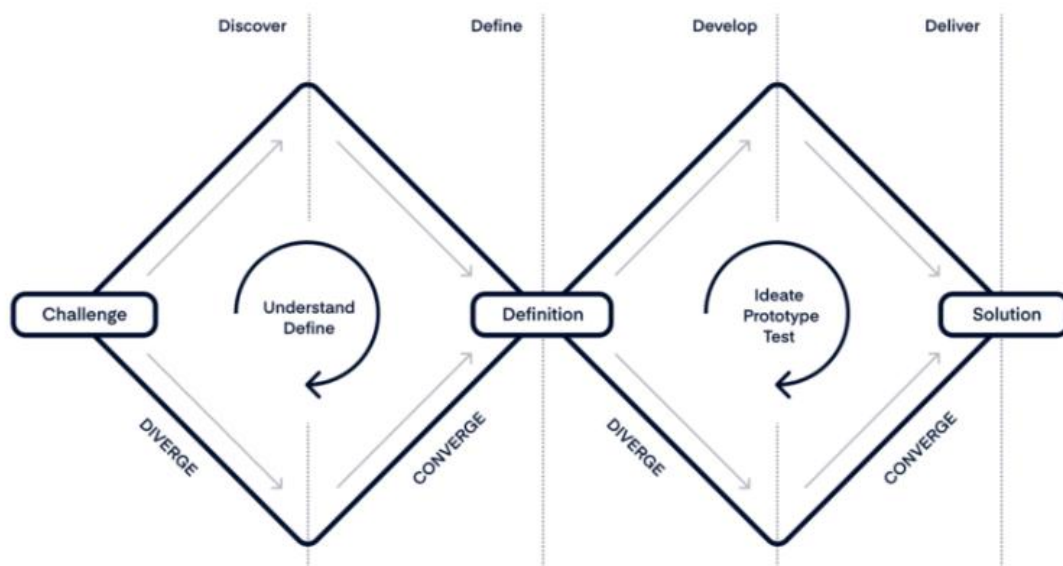 Discover
Define
Develop
Deliver
Challenge
Understand
Define
Definition
Ideate
Prototype
Test
Solution
DIVERGE
CONVERGE
DIVERGE
CONVERGE